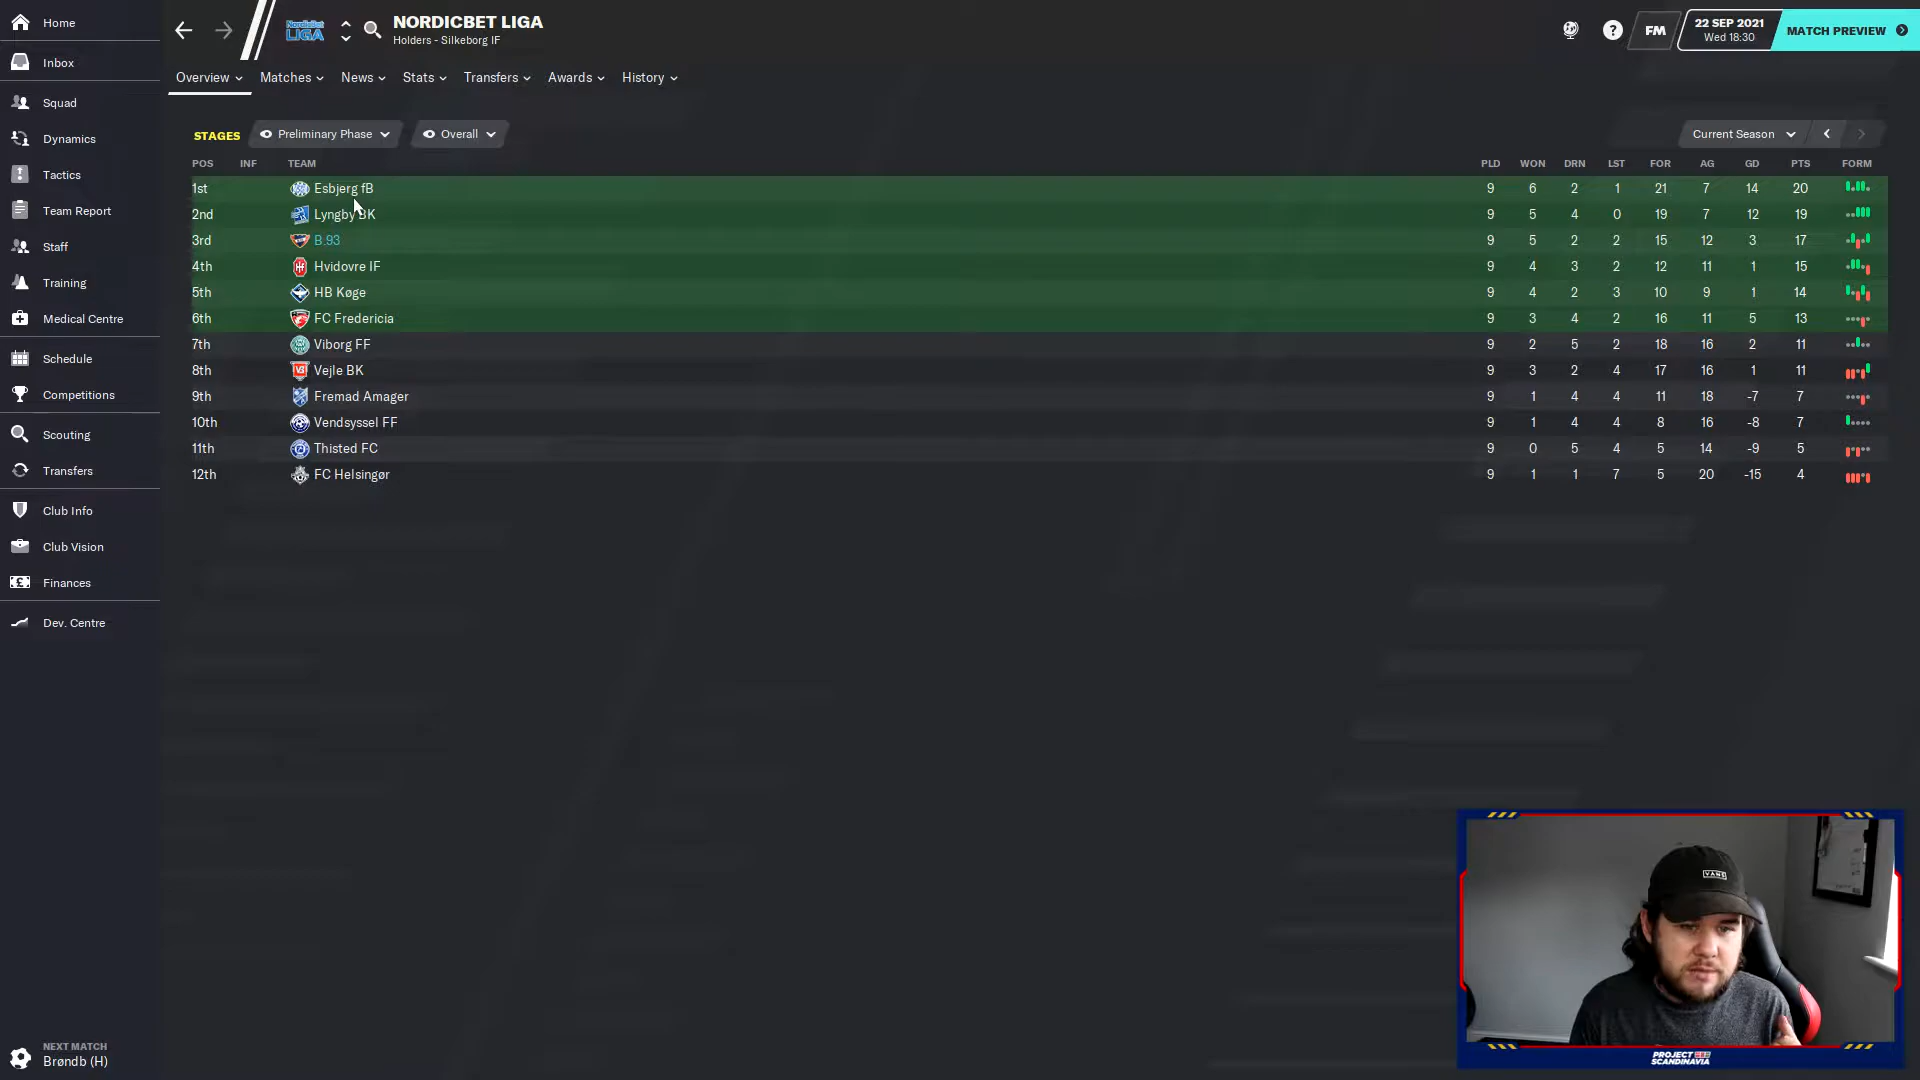 Home
Inbox
Squad
Dynamics
Tactics
Team Report
Staff
Training
Medical Centre
Schedule
Competitions
Scouting
Transfers
Club Info
Club Vision
Finances
Dev. Centre
NEXT MATCH
Brøndb (H)
NordicBet LIGA
NORDICBET LIGA
Holders - Silkeborg IF
? FM 22 SEP 2021 MATCH PREVIEW
Wed 18:30
Overview Matches News Stats Transfers Awards History
STAGES Preliminary Phase Overall Current Season
POS INF TEAM PLD WON DRN LST FOR AG GD PTS FORM
1st Esbjerg fB 9 6 2 1 21 7 14 20
2nd Lyngby BK 9 5 4 0 19 7 12 19
3rd B.93 9 5 2 2 15 12 3 17
4th Hvidovre IF 9 4 3 2 12 11 1 15
5th HB Køge 9 4 2 3 10 9 1 14
6th FC Fredericia 9 3 4 2 16 11 5 13
7th Viborg FF 9 2 5 2 18 16 2 11
8th Vejle BK 9 3 2 4 17 16 1 11
9th Fremad Amager 9 1 4 4 11 18 -7 7
10th Vendsyssel FF 9 1 4 4 8 16 -8 7
11th Thisted FC 9 0 5 4 5 14 -9 5
12th FC Helsingør 9 1 1 7 5 20 -15 4
VANS
PROJECT
SCANDINAVIA